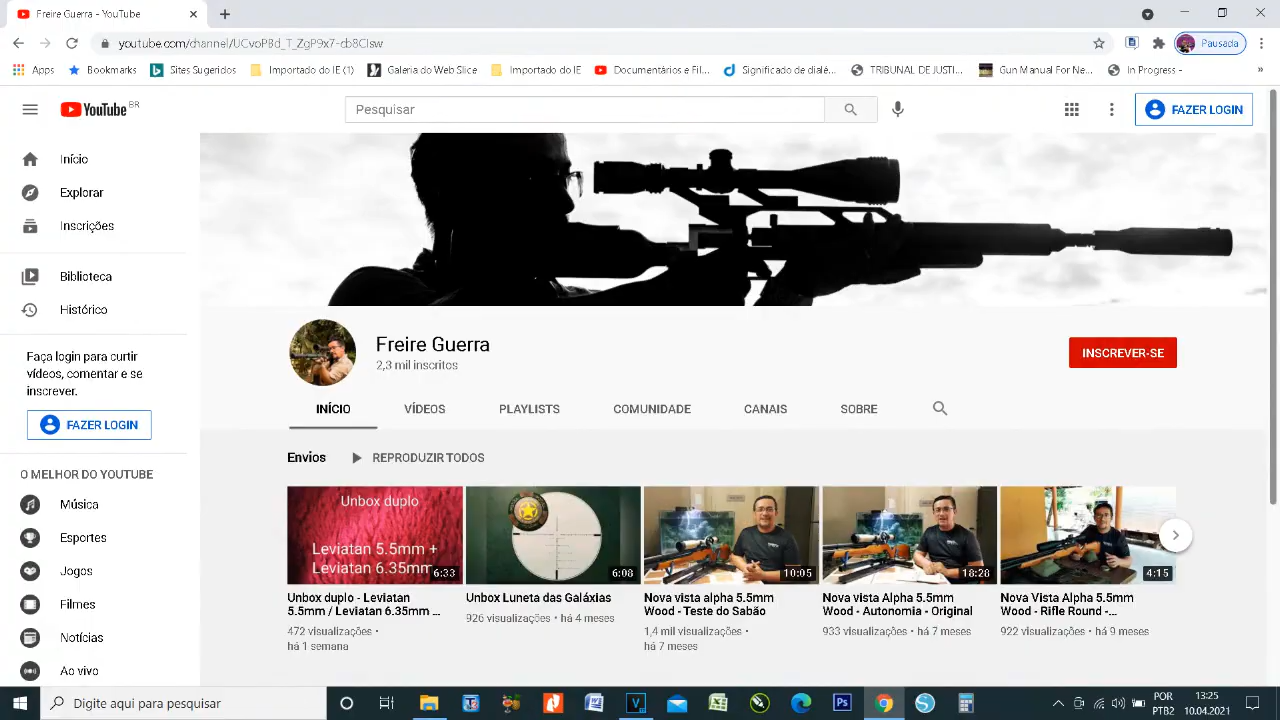 Freire Guerra - YouTube
youtube.com/channel/UCvoP8d_T_ZgP9x7-cb8CIsw
Pausada
Apps
Bookmarks
Sites Sugeridos
Importado do IE (1)
Galeria do Web Slice
Importado do IE
Documentários e Fil...
Significado de diale...
TRIBUNAL DE JUSTI...
Gun Manual For Ne...
In Progress -
»
YouTube BR
Pesquisar
FAZER LOGIN
Início
Explorar
Inscrições
Biblioteca
Histórico
Faça login para curtir
vídeos, comentar e se
inscrever.
FAZER LOGIN
O MELHOR DO YOUTUBE
Música
Esportes
Jogos
Filmes
Notícias
Ao vivo
Freire Guerra
2,3 mil inscritos
INSCREVER-SE
INÍCIO
VÍDEOS
PLAYLISTS
COMUNIDADE
CANAIS
SOBRE
Envios
REPRODUZIR TODOS
Unbox duplo
Leviatan 5.5mm +
Leviatan 6.35mm
6:33
6:08
10:05
18:28
4:15
Unbox duplo - Leviatan
5.5mm / Leviatan 6.35mm ...
472 visualizações •
há 1 semana
Unbox Luneta das Galáxias
926 visualizações • há 4 meses
Nova vista alpha 5.5mm
Wood - Teste do Sabão
1,4 mil visualizações •
há 7 meses
Nova vista Alpha 5.5mm
Wood - Autonomia - Original
933 visualizações • há 7 meses
Nova Vista Alpha 5.5mm
Wood - Rifle Round -...
922 visualizações • há 9 meses
Digite aqui para pesquisar
POR
PTB2
13:25
10.04.2021